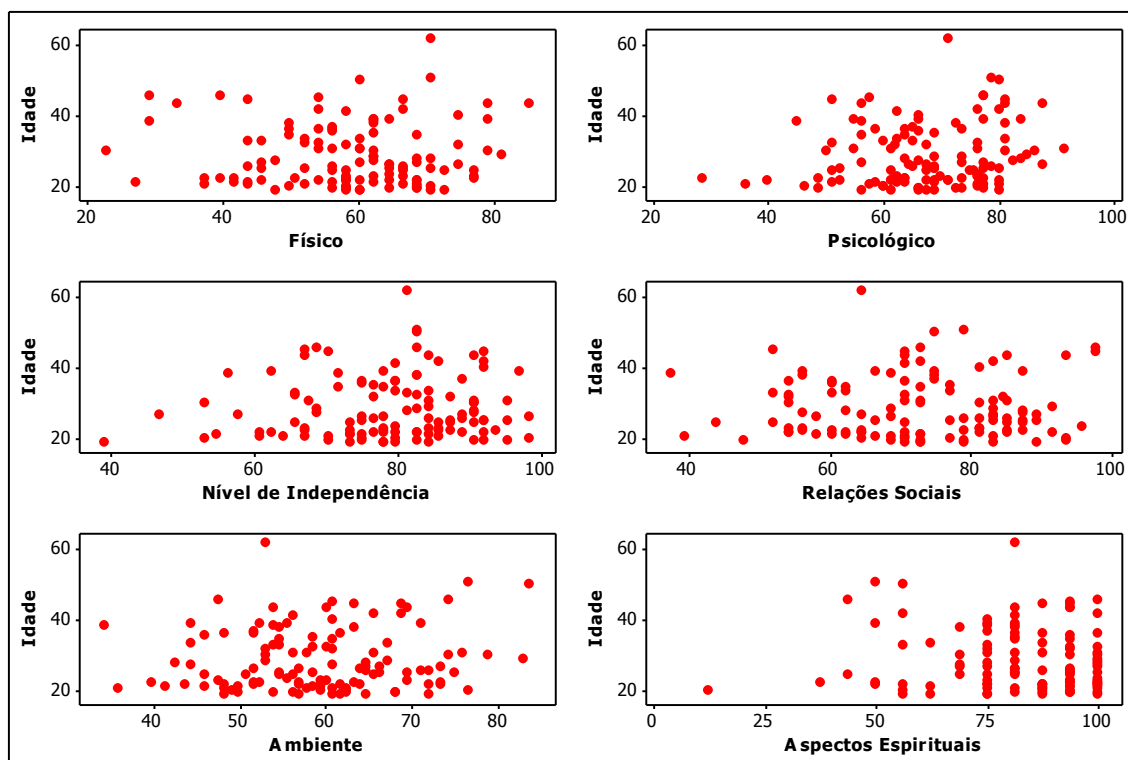 Idade
60
40
20
20 40 60 80
Físico
Idade
60
40
20
20 40 60 80 100
Psicológico
Idade
60
40
20
40 60 80 100
Nível de Independência
Idade
60
40
20
40 60 80 100
Relações Sociais
Idade
60
40
20
40 50 60 70 80
Ambiente
Idade
60
40
20
0 25 50 75 100
Aspectos Espirituais